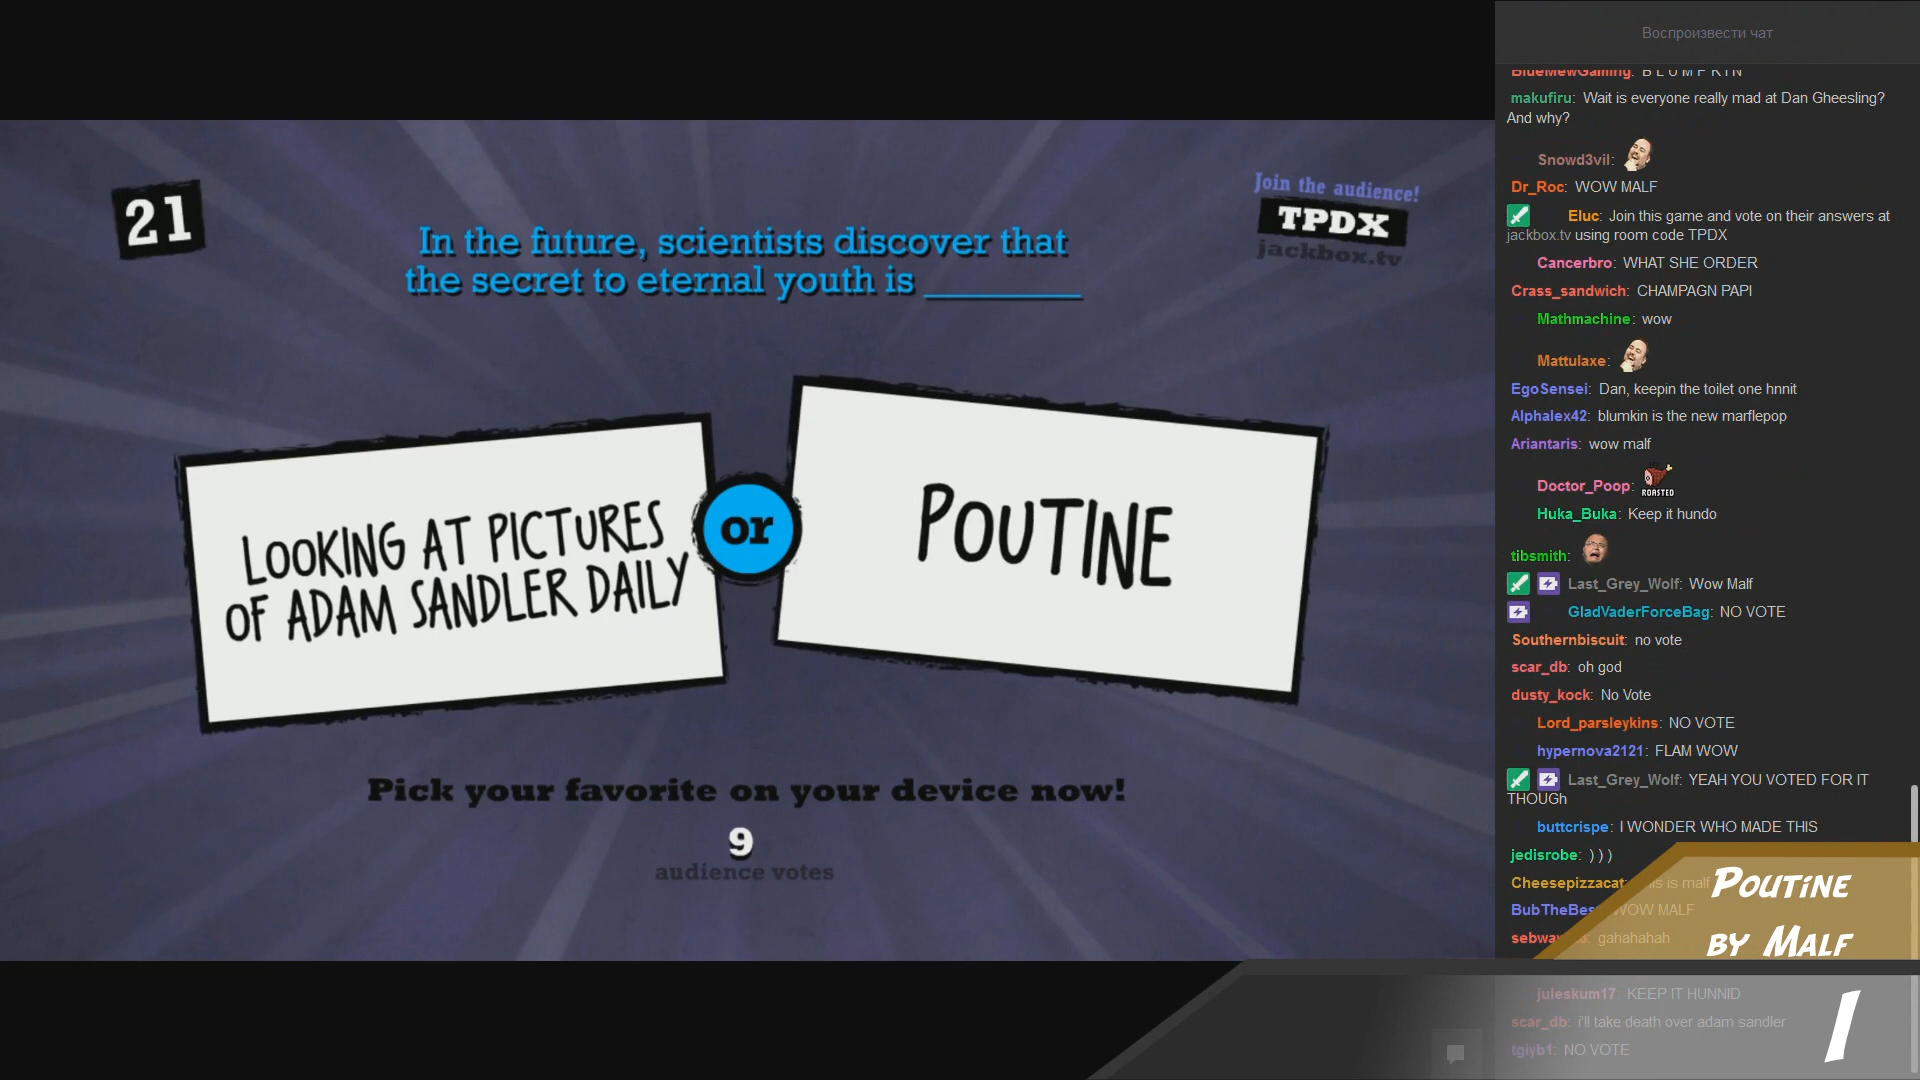 21
In the future, scientists discover that
the secret to eternal youth is __________
Join the audience!
TPDX
jackbox.tv
LOOKING AT PICTURES
OF ADAM SANDLER DAILY
or
POUTINE
Pick your favorite on your device now!
9
audience votes
Воспроизвести чат
BlueMewGaming: B L U M P K I N
makufiru: Wait is everyone really mad at Dan Gheesling?
And why?
Snowd3vil:
Dr_Roc: WOW MALF
Eluc: Join this game and vote on their answers at
jackbox.tv using room code TPDX
Cancerbro: WHAT SHE ORDER
Crass_sandwich: CHAMPAGN PAPI
Mathmachine: wow
Mattulaxe:
EgoSensei: Dan, keepin the toilet one hnnit
Alphalex42: blumkin is the new marflepop
Ariantaris: wow malf
Doctor_Poop: ROASTED
Huka_Buka: Keep it hundo
tibsmith:
Last_Grey_Wolf: Wow Malf
GladVaderForceBag: NO VOTE
Southernbiscuit: no vote
scar_db: oh god
dusty_kock: No Vote
Lord_parsleykins: NO VOTE
hypernova2121: FLAM WOW
Last_Grey_Wolf: YEAH YOU VOTED FOR IT
THOUGh
buttcrispe: I WONDER WHO MADE THIS
jedisrobe: ) ) )
Cheesepizzacat: is malf
BubTheBes WOW MALF
gahahahah
Poutine
by Malf
juleskum17: KEEP IT HUNNID
scar_db: i'll take death over adam sandler
tgiyb1: NO VOTE
1